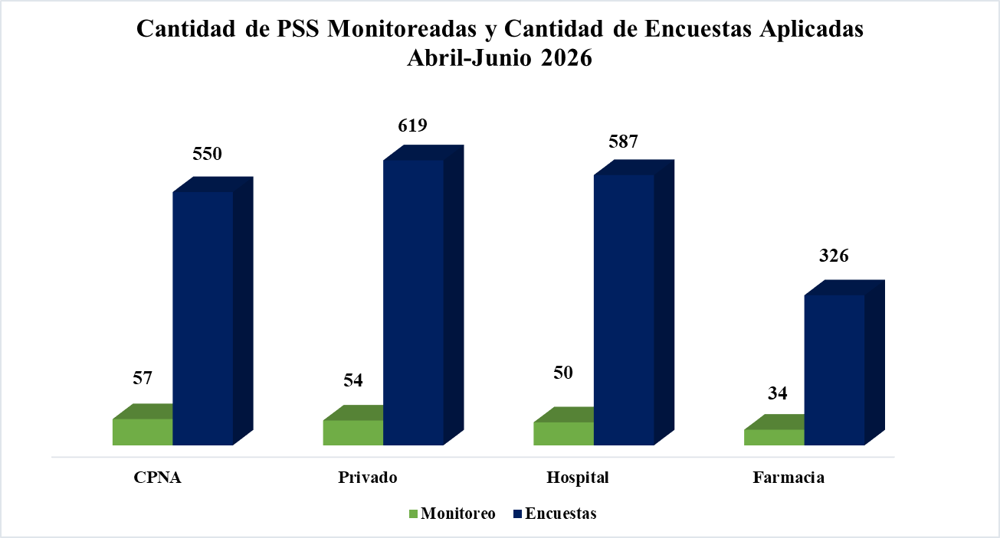 Cantidad de PSS Monitoreadas y Cantidad de Encuestas Aplicadas
Abril-Junio 2026
550
619
587
326
57
54
50
34
CPNA
Privado
Hospital
Farmacia
Monitoreo
Encuestas